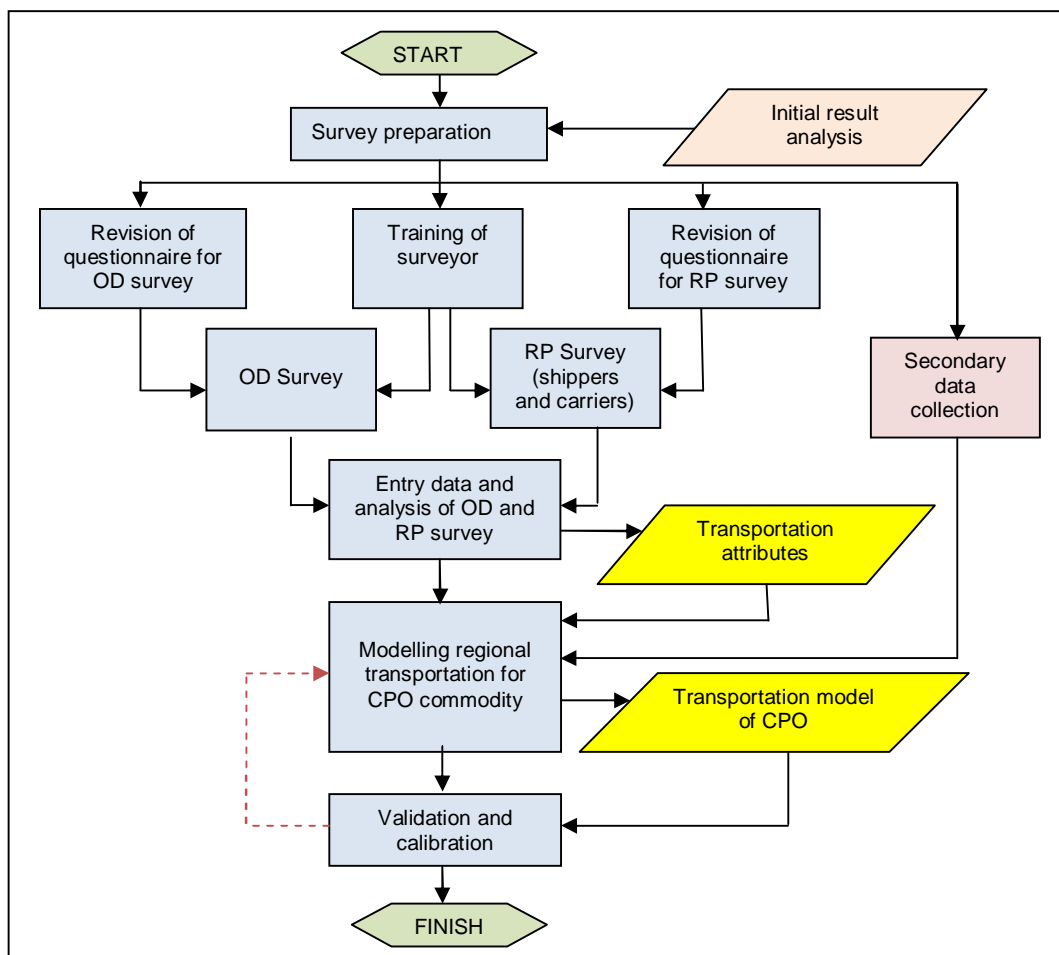 START
Survey preparation
Initial result
analysis
Revision of
questionnaire for
OD survey
Training of
surveyor
Revision of
questionnaire
for RP survey
OD Survey
RP Survey
(shippers
and carriers)
Secondary
data
collection
Entry data and
analysis of OD and
RP survey
Transportation
attributes
Modelling regional
transportation for
CPO commodity
Transportation model
of CPO
Validation and
calibration
FINISH